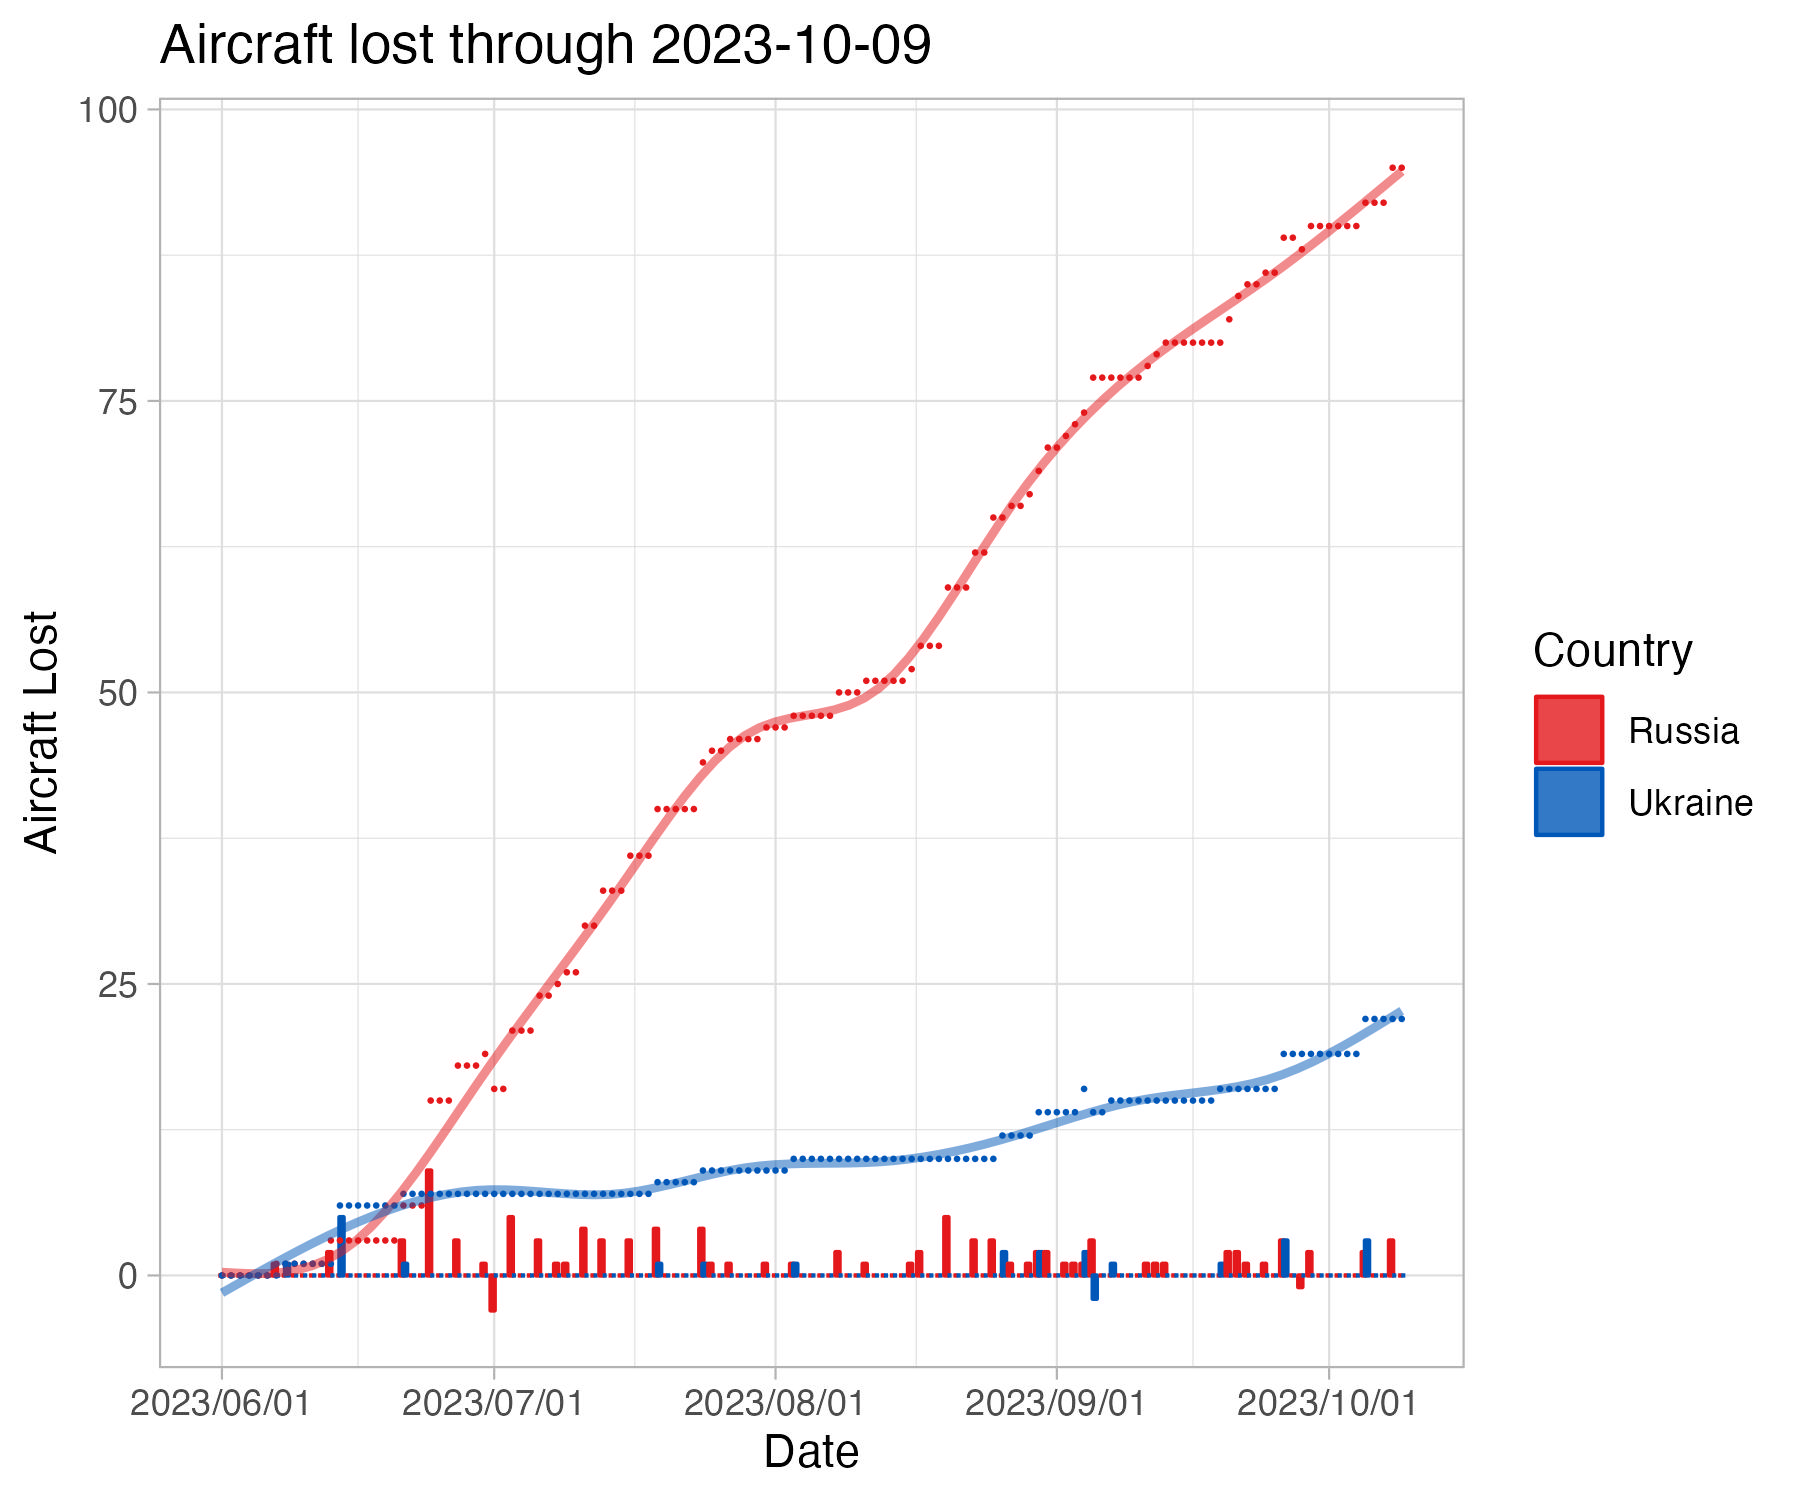 Aircraft lost through 2023-10-09
100
75
50
25
0
Aircraft Lost
2023/06/01 2023/07/01 2023/08/01 2023/09/01 2023/10/01
Date
Country
Russia
Ukraine